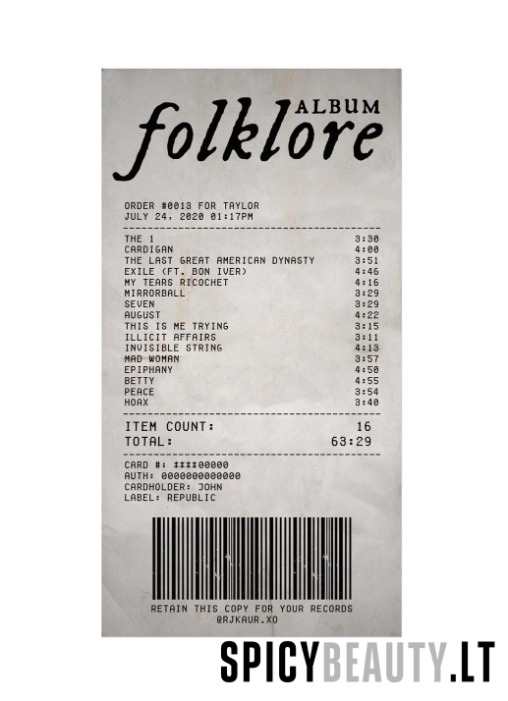 ALBUM
folklore
ORDER #0013 FOR TAYLOR
JULY 24, 2020 01:17PM
THE 1 3:30
CARDIGAN 4:00
THE LAST GREAT AMERICAN DYNASTY 3:51
EXILE (FT. BON IVER) 4:46
MY TEARS RICOCHET 4:16
MIRRORBALL 3:29
SEVEN 3:29
AUGUST 4:22
THIS IS ME TRYING 3:15
ILLICIT AFFAIRS 3:11
INVISIBLE STRING 4:13
MAD WOMAN 3:57
EPIPHANY 4:50
BETTY 4:55
PEACE 3:54
HOAX 3:40
ITEM COUNT: 16
TOTAL: 63:29
CARD #: ‡‡‡‡00000
AUTH: 0000000000000
CARDHOLDER: JOHN
LABEL: REPUBLIC
RETAIN THIS COPY FOR YOUR RECORDS
@RJKAUR.XO
SPICYBEAUTY.LT